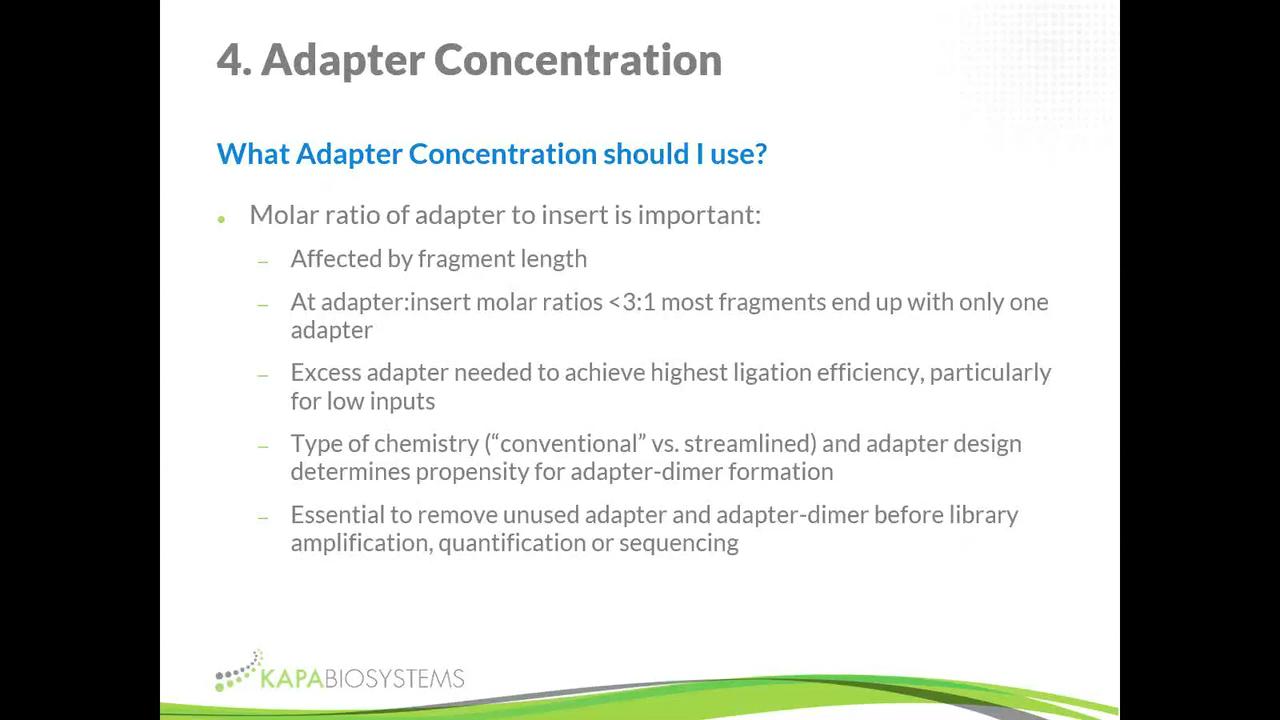 4. Adapter Concentration
What Adapter Concentration should I use?
• Molar ratio of adapter to insert is important:
– Affected by fragment length
– At adapter:insert molar ratios <3:1 most fragments end up with only one
adapter
– Excess adapter needed to achieve highest ligation efficiency, particularly
for low inputs
– Type of chemistry (“conventional” vs. streamlined) and adapter design
determines propensity for adapter-dimer formation
– Essential to remove unused adapter and adapter-dimer before library
amplification, quantification or sequencing
KAPABIOSYSTEMS